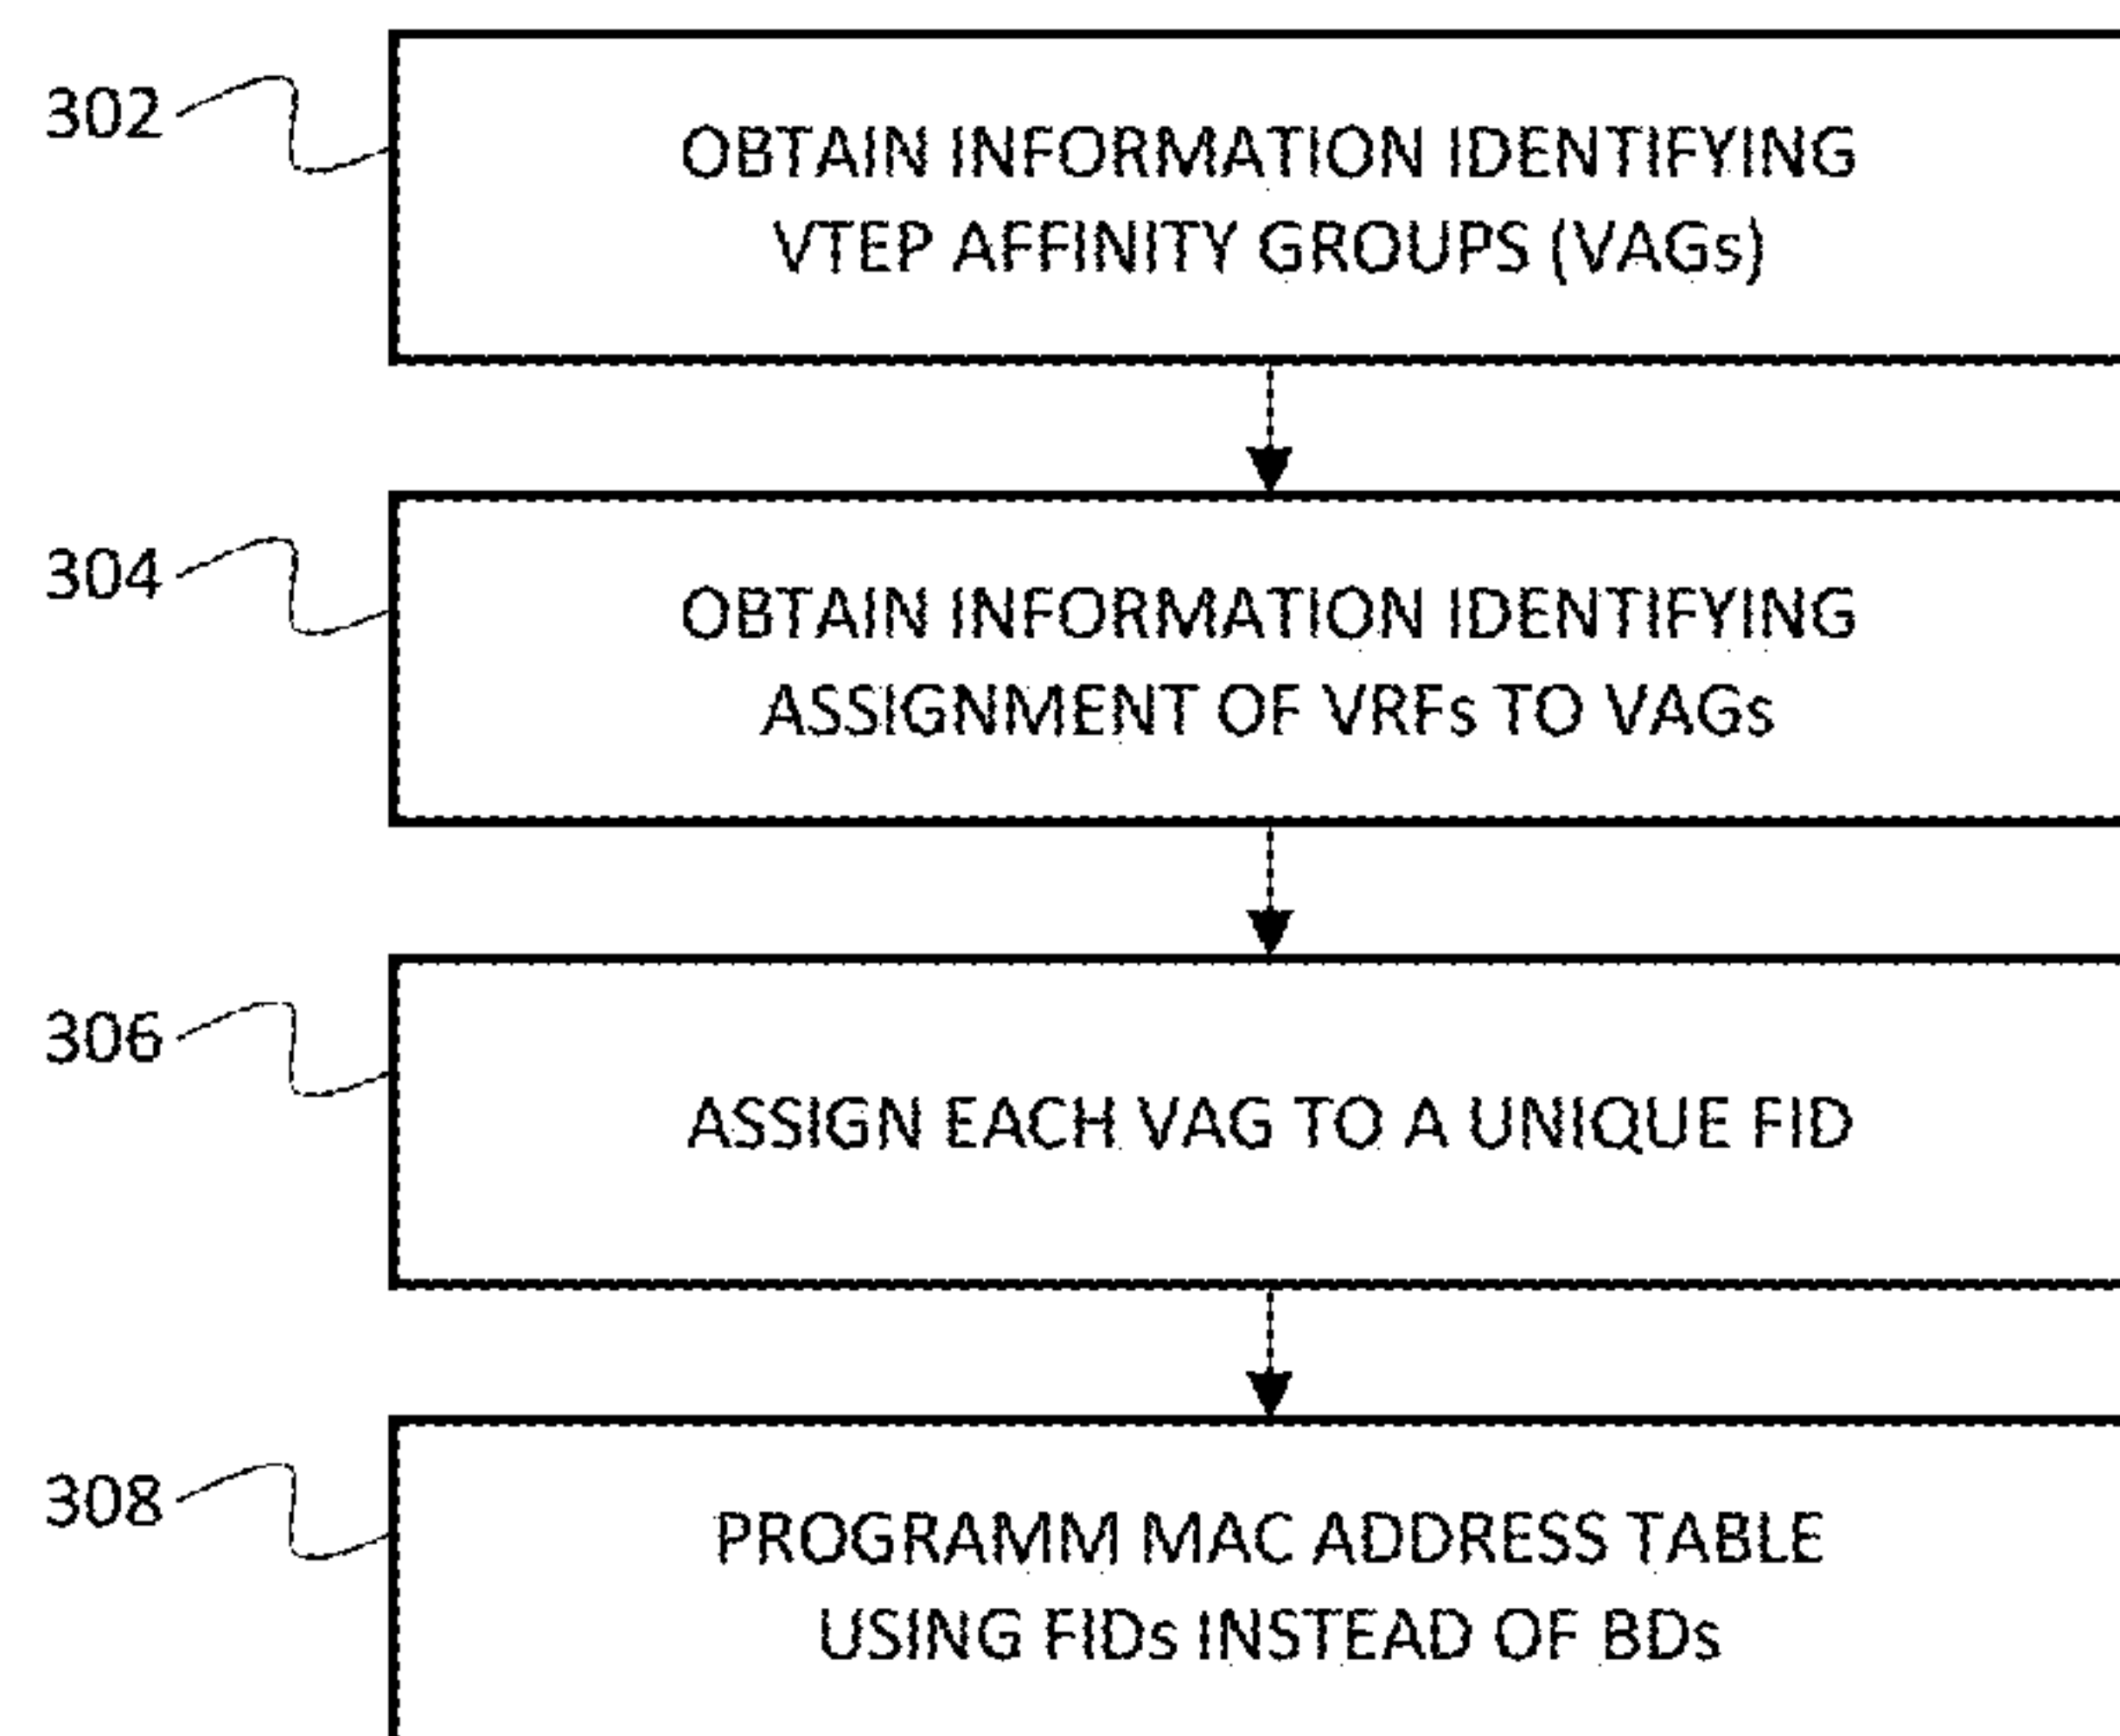 302
OBTAIN INFORMATION IDENTIFYING
VTEP AFFINITY GROUPS (VAGs)
304
OBTAIN INFORMATION IDENTIFYING
ASSIGNMENT OF VRFs TO VAGs
306
ASSIGN EACH VAG TO A UNIQUE FID
308
PROGRAMM MAC ADDRESS TABLE
USING FIDs INSTEAD OF BDs